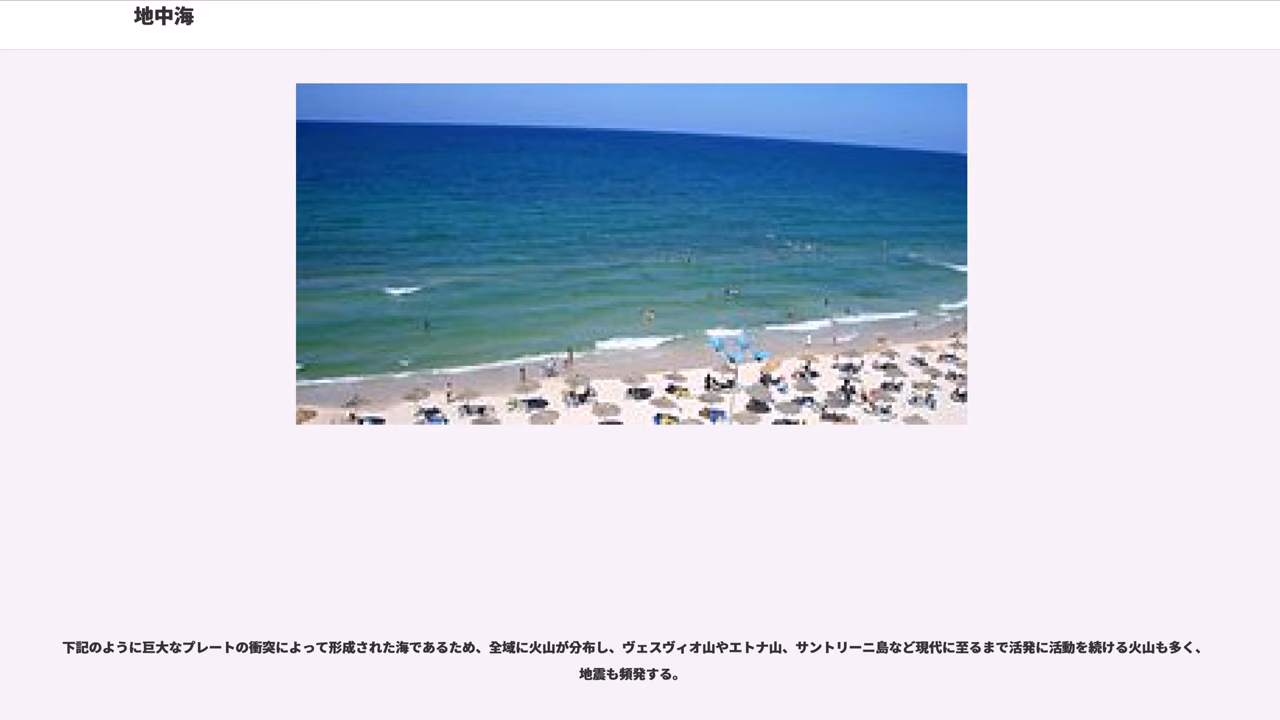 地中海
下記のように巨大なプレートの衝突によって形成された海であるため、全域に火山が分布し、ヴェスヴィオ山やエトナ山、サントリーニ島など現代に至るまで活発に活動を続ける火山も多く、
地震も頻発する。